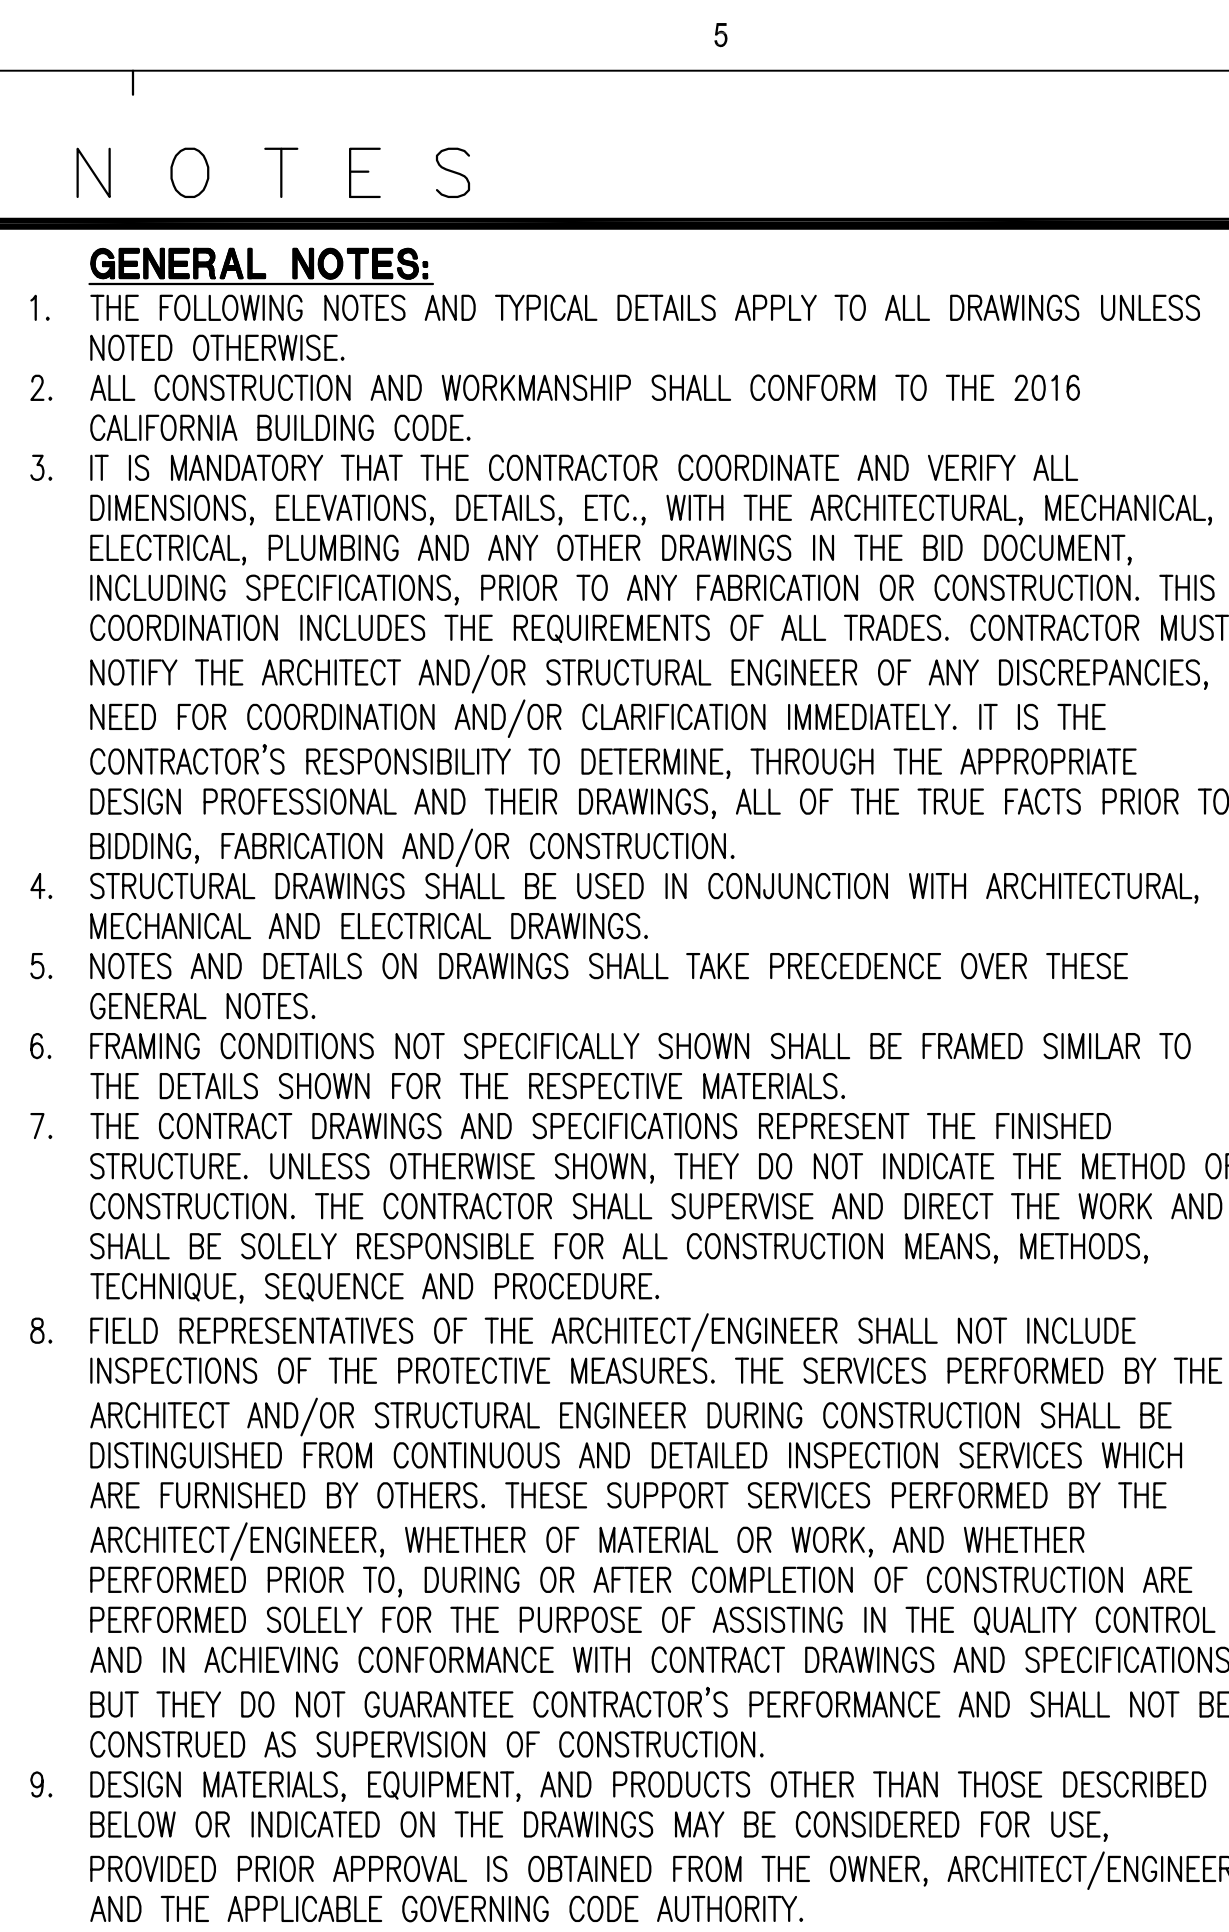 5
N O T E S
GENERAL NOTES:
1. THE FOLLOWING NOTES AND TYPICAL DETAILS APPLY TO ALL DRAWINGS UNLESS
NOTED OTHERWISE.
2. ALL CONSTRUCTION AND WORKMANSHIP SHALL CONFORM TO THE 2016
CALIFORNIA BUILDING CODE.
3. IT IS MANDATORY THAT THE CONTRACTOR COORDINATE AND VERIFY ALL
DIMENSIONS, ELEVATIONS, DETAILS, ETC., WITH THE ARCHITECTURAL, MECHANICAL,
ELECTRICAL, PLUMBING AND ANY OTHER DRAWINGS IN THE BID DOCUMENT,
INCLUDING SPECIFICATIONS, PRIOR TO ANY FABRICATION OR CONSTRUCTION. THIS
COORDINATION INCLUDES THE REQUIREMENTS OF ALL TRADES. CONTRACTOR MUST
NOTIFY THE ARCHITECT AND/OR STRUCTURAL ENGINEER OF ANY DISCREPANCIES,
NEED FOR COORDINATION AND/OR CLARIFICATION IMMEDIATELY. IT IS THE
CONTRACTOR'S RESPONSIBILITY TO DETERMINE, THROUGH THE APPROPRIATE
DESIGN PROFESSIONAL AND THEIR DRAWINGS, ALL OF THE TRUE FACTS PRIOR TO
BIDDING, FABRICATION AND/OR CONSTRUCTION.
4. STRUCTURAL DRAWINGS SHALL BE USED IN CONJUNCTION WITH ARCHITECTURAL,
MECHANICAL AND ELECTRICAL DRAWINGS.
5. NOTES AND DETAILS ON DRAWINGS SHALL TAKE PRECEDENCE OVER THESE
GENERAL NOTES.
6. FRAMING CONDITIONS NOT SPECIFICALLY SHOWN SHALL BE FRAMED SIMILAR TO
THE DETAILS SHOWN FOR THE RESPECTIVE MATERIALS.
7. THE CONTRACT DRAWINGS AND SPECIFICATIONS REPRESENT THE FINISHED
STRUCTURE. UNLESS OTHERWISE SHOWN, THEY DO NOT INDICATE THE METHOD OF
CONSTRUCTION. THE CONTRACTOR SHALL SUPERVISE AND DIRECT THE WORK AND
SHALL BE SOLELY RESPONSIBLE FOR ALL CONSTRUCTION MEANS, METHODS,
TECHNIQUE, SEQUENCE AND PROCEDURE.
8. FIELD REPRESENTATIVES OF THE ARCHITECT/ENGINEER SHALL NOT INCLUDE
INSPECTIONS OF THE PROTECTIVE MEASURES. THE SERVICES PERFORMED BY THE
ARCHITECT AND/OR STRUCTURAL ENGINEER DURING CONSTRUCTION SHALL BE
DISTINGUISHED FROM CONTINUOUS AND DETAILED INSPECTION SERVICES WHICH
ARE FURNISHED BY OTHERS. THESE SUPPORT SERVICES PERFORMED BY THE
ARCHITECT/ENGINEER, WHETHER OF MATERIAL OR WORK, AND WHETHER
PERFORMED PRIOR TO, DURING OR AFTER COMPLETION OF CONSTRUCTION ARE
PERFORMED SOLELY FOR THE PURPOSE OF ASSISTING IN THE QUALITY CONTROL
AND IN ACHIEVING CONFORMANCE WITH CONTRACT DRAWINGS AND SPECIFICATIONS
BUT THEY DO NOT GUARANTEE CONTRACTOR'S PERFORMANCE AND SHALL NOT BE
CONSTRUED AS SUPERVISION OF CONSTRUCTION.
9. DESIGN MATERIALS, EQUIPMENT, AND PRODUCTS OTHER THAN THOSE DESCRIBED
BELOW OR INDICATED ON THE DRAWINGS MAY BE CONSIDERED FOR USE,
PROVIDED PRIOR APPROVAL IS OBTAINED FROM THE OWNER, ARCHITECT/ENGINEER
AND THE APPLICABLE GOVERNING CODE AUTHORITY.